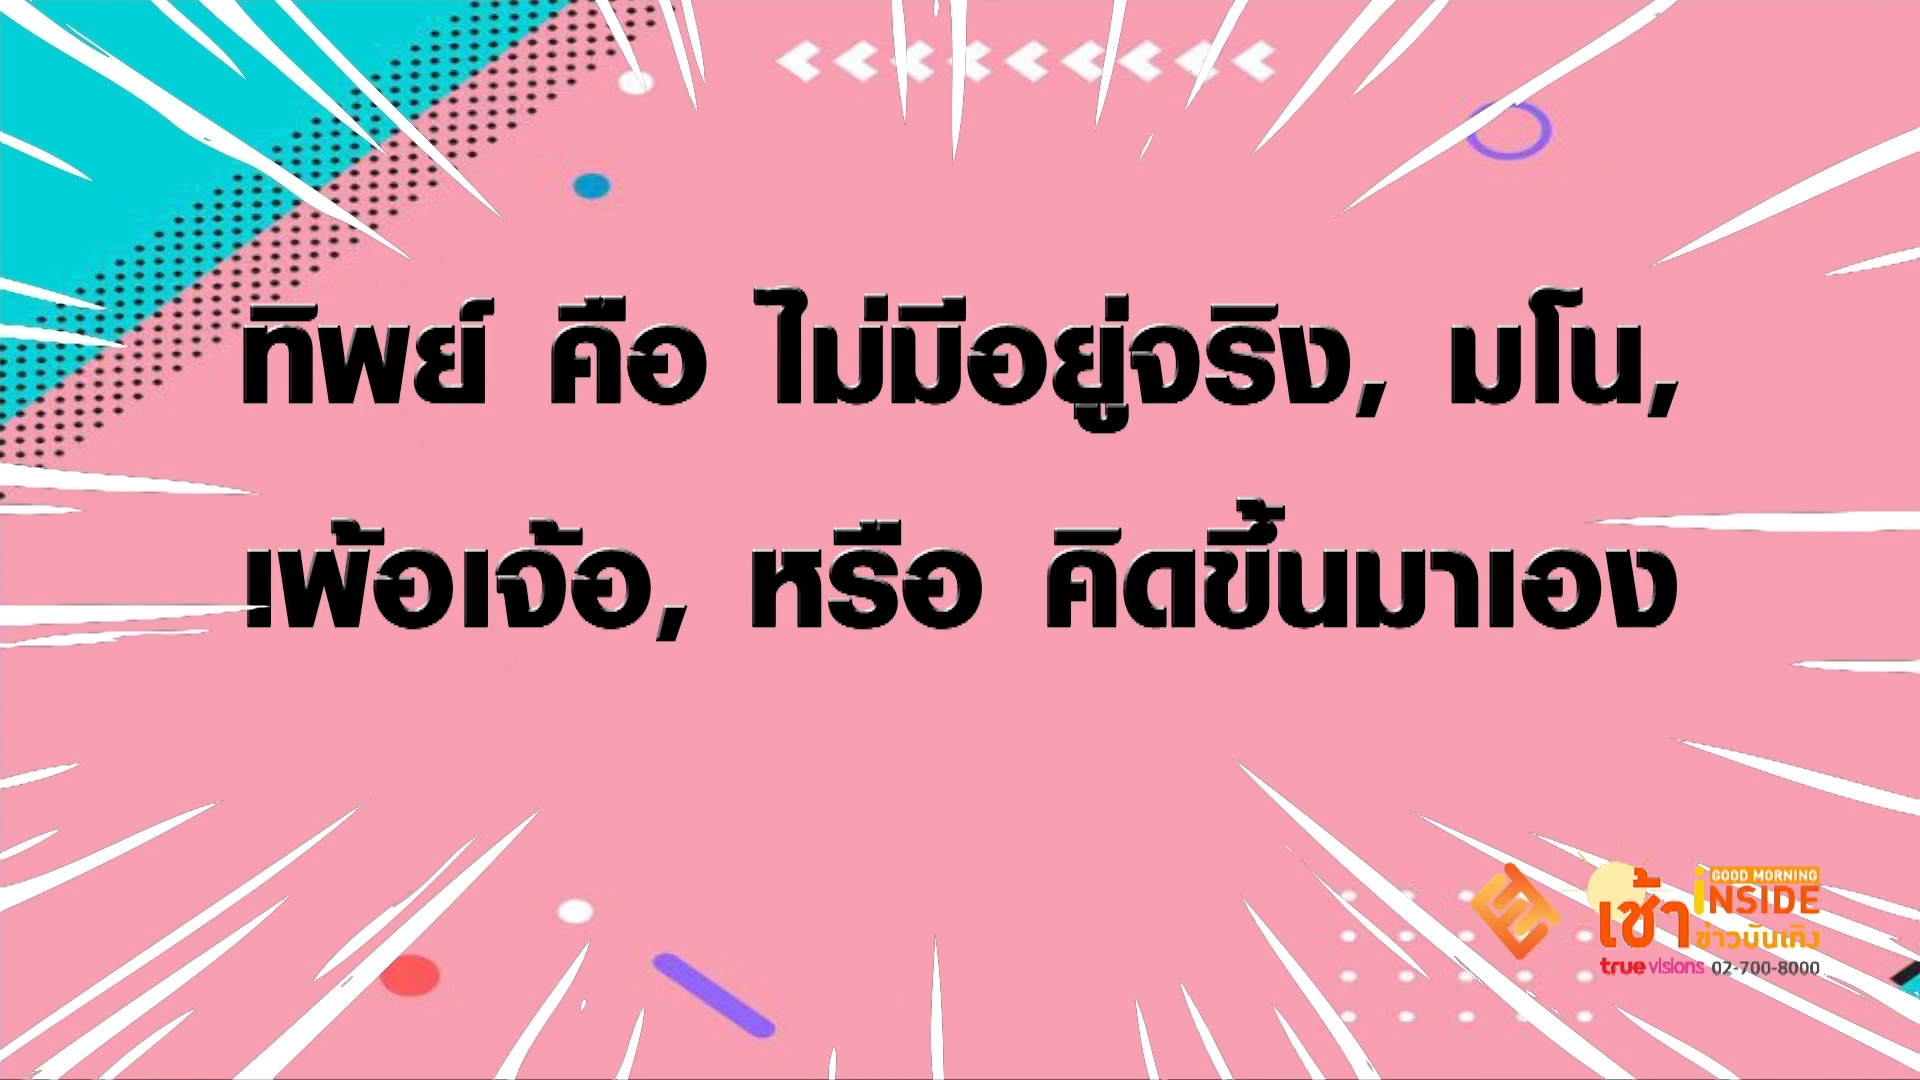 ทิพย์ คือ ไม่มีอยู่จริง, มโน,
เพ้อเจ้อ, หรือ คิดขึ้นมาเอง
GOOD MORNING
เช้า iNSIDE
ข่าวบันเทิง
true visions 02-700-8000